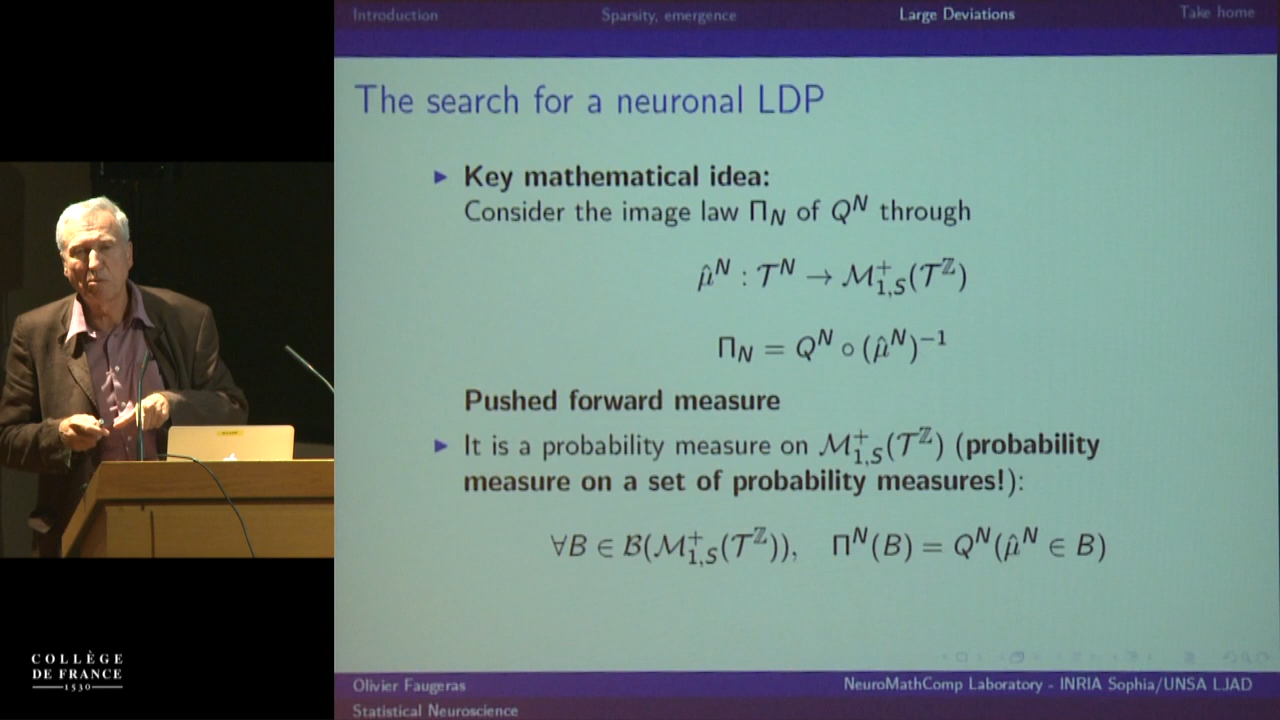 Introduction Sparsity, emergence Large Deviations Take home
The search for a neuronal LDP
▶ Key mathematical idea:
Consider the image law Π_N of Q^N through
μ̂^N : 𝒯^N → ℳ^+_{1,S}(𝒯^ℤ)
Π_N = Q^N ∘ (μ̂^N)^{−1}
Pushed forward measure
▶ It is a probability measure on ℳ^+_{1,S}(𝒯^ℤ) (probability
measure on a set of probability measures!):
∀B ∈ ℬ(ℳ^+_{1,S}(𝒯^ℤ)), Π^N(B) = Q^N(μ̂^N ∈ B)
COLLÈGE
DE FRANCE
1530
Olivier Faugeras NeuroMathComp Laboratory - INRIA Sophia/UNSA LJAD
Statistical Neuroscience